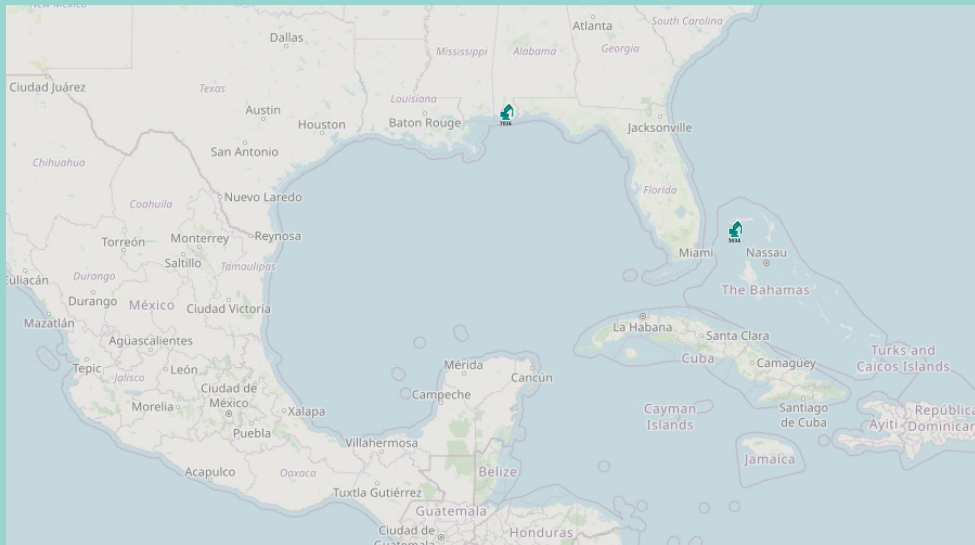 New Mexico
Dallas
Atlanta
South Carolina
Mississippi
Alabama
Georgia
Ciudad Juárez
Texas
Louisiana
Austin
Houston
Baton Rouge
7036
Jacksonville
San Antonio
Chihuahua
Nuevo Laredo
Florida
Coahuila
Reynosa
Torreón
Monterrey
Saltillo
Tamaulipas
5034
Miami
Nassau
Culiacán
Durango
Durango
México
Ciudad Victoria
The Bahamas
Mazatlán
La Habana
Santa Clara
Aguascalientes
Turks and
Caicos Islands
Tepic
León
Jalisco
Mérida
Cuba
Camagüey
Cancún
Ciudad de
México
Campeche
Morelia
Xalapa
Cayman
Islands
Santiago
de Cuba
República
Dominicana
Ayiti
Puebla
Villahermosa
Jamaica
Acapulco
Oaxaca
Belize
Tuxtla Gutiérrez
Guatemala
Ciudad de
Guatemala
Honduras